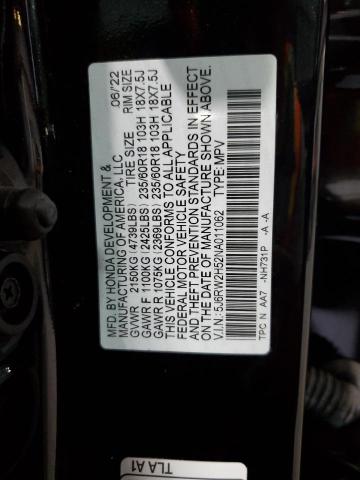 MFD. BY HONDA DEVELOPMENT & 06/'22
MANUFACTURING OF AMERICA, LLC
TIRE SIZE RIM SIZE
GVWR 2150KG (4739LBS)
GAWR F 1100KG (2425LBS) 235/60R18 103H 18X7.5J
GAWR R 1075KG (2369LBS) 235/60R18 103H 18X7.5J
THIS VEHICLE CONFORMS TO ALL APPLICABLE
FEDERAL MOTOR VEHICLE SAFETY
AND THEFT PREVENTION STANDARDS IN EFFECT
ON THE DATE OF MANUFACTURE SHOWN ABOVE.
V.I.N.: 5J6RW2H52NA011062 TYPE: MPV
TPC N AA7 -NH731P -A -A
TLA A1